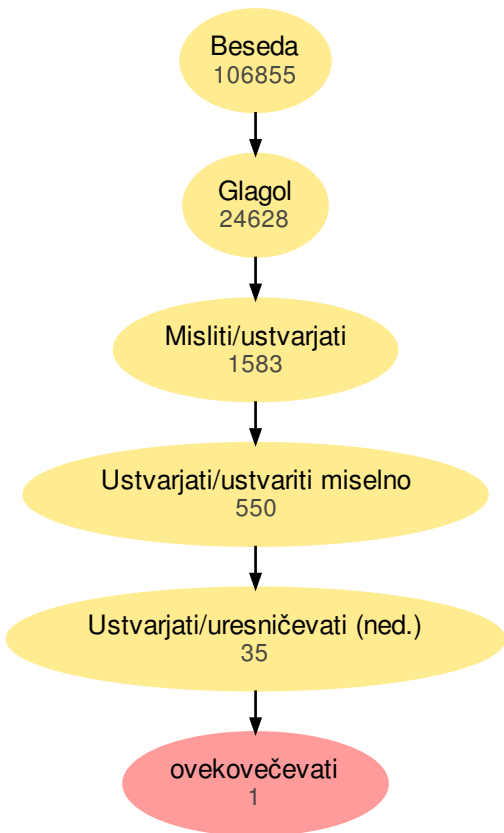 Beseda
106855
Glagol
24628
Misliti/ustvarjati
1583
Ustvarjati/ustvariti miselno
550
Ustvarjati/uresničevati (ned.)
35
ovekovečevati
1